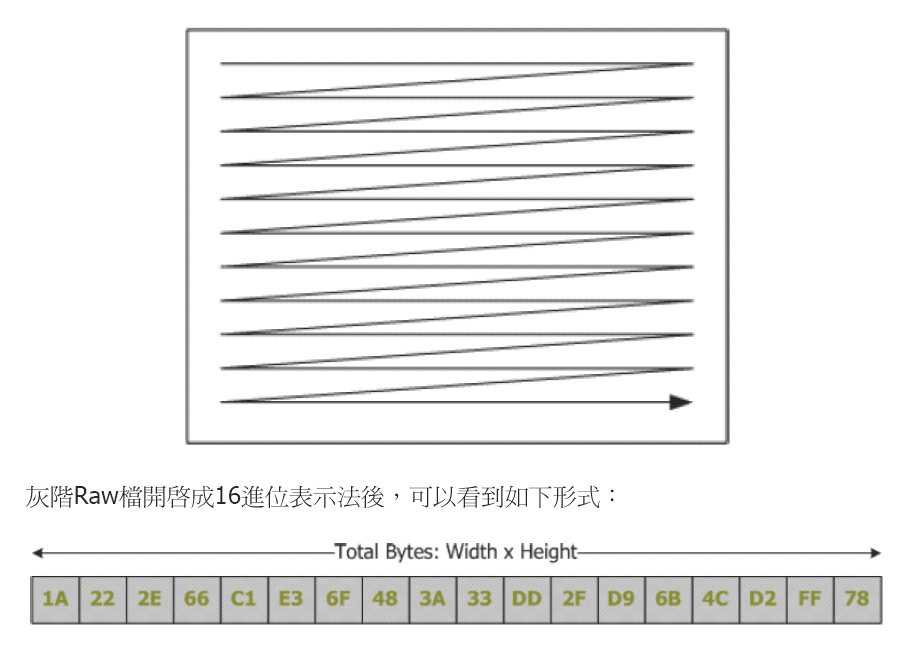 灰階Raw檔開啓成16進位表示法後，可以看到如下形式：
Total Bytes: Width x Height
1A 22 2E 66 C1 E3 6F 48 3A 33 DD 2F D9 6B 4C D2 FF 78